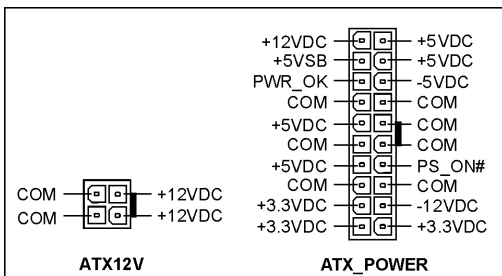 +12VDC +5VDC
+5VSB +5VDC
PWR_OK -5VDC
COM COM
+5VDC COM
COM COM
+5VDC PS_ON#
COM COM
+3.3VDC -12VDC
+3.3VDC +3.3VDC
COM +12VDC
COM +12VDC
ATX12V ATX_POWER